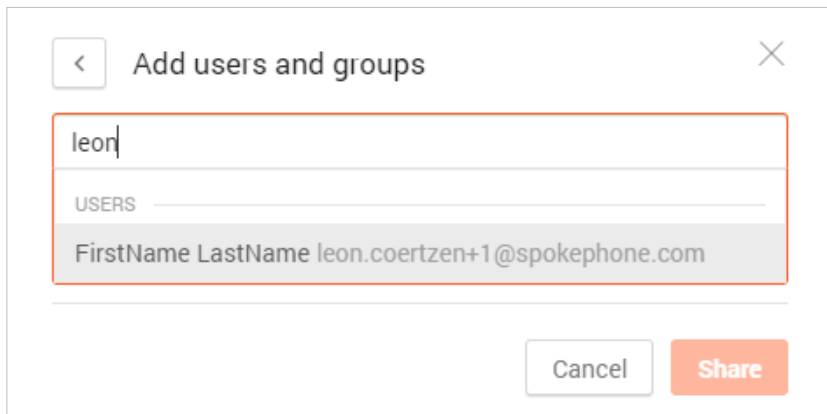 Add users and groups
leon
USERS
FirstName LastName leon.coertzen+1@spokephone.com
Cancel Share